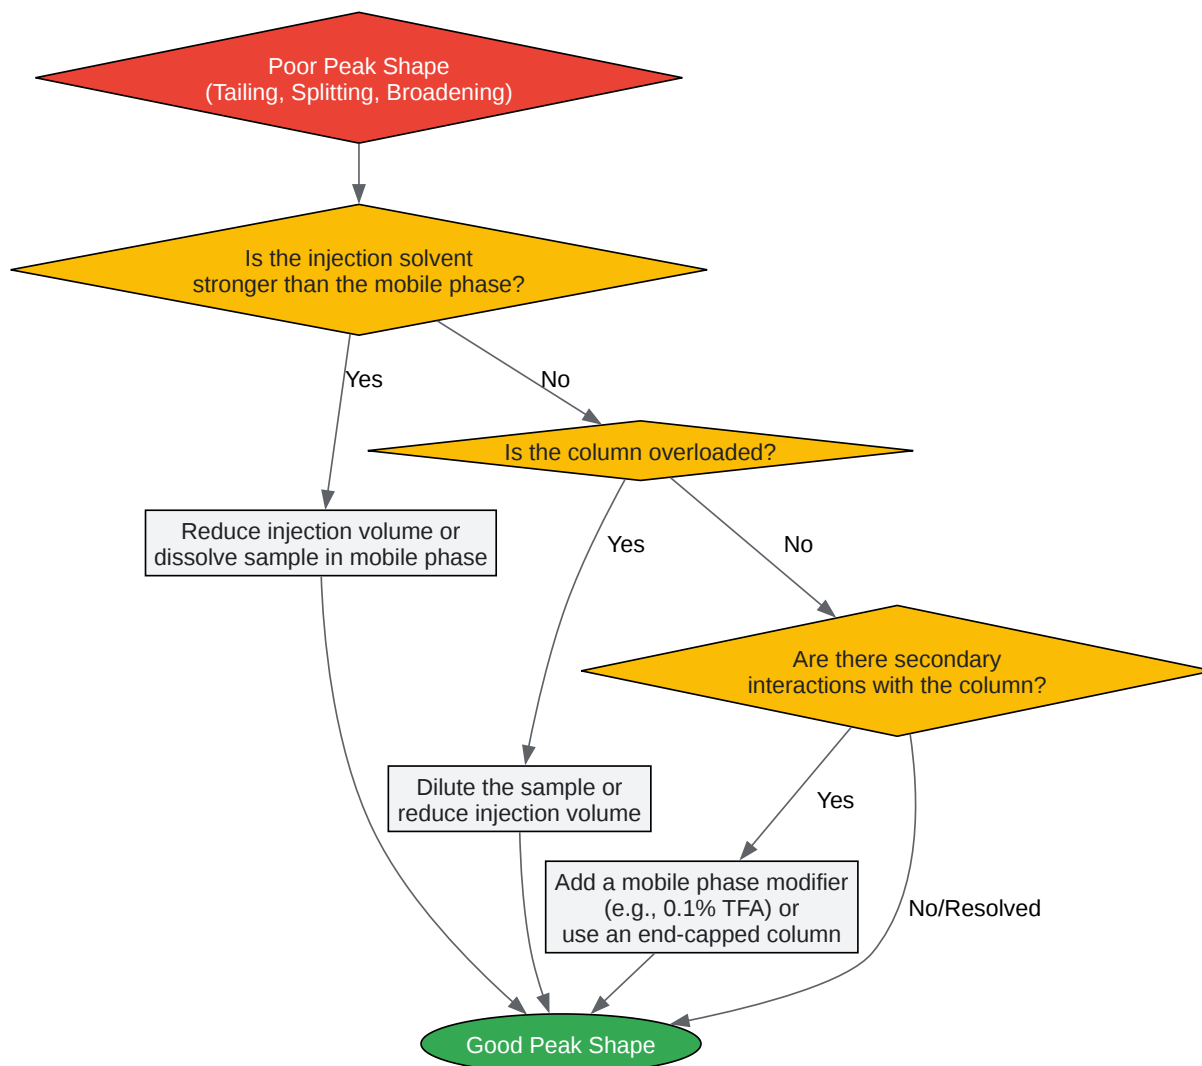 Poor Peak Shape
(Tailing, Splitting, Broadening)
Is the injection solvent
stronger than the mobile phase?
Yes
No
Is the column overloaded?
Reduce injection volume or
dissolve sample in mobile phase
Yes
No
Are there secondary
interactions with the column?
Dilute the sample or
reduce injection volume
Yes
Add a mobile phase modifier
(e.g., 0.1% TFA) or
use an end-capped column
No/Resolved
Good Peak Shape